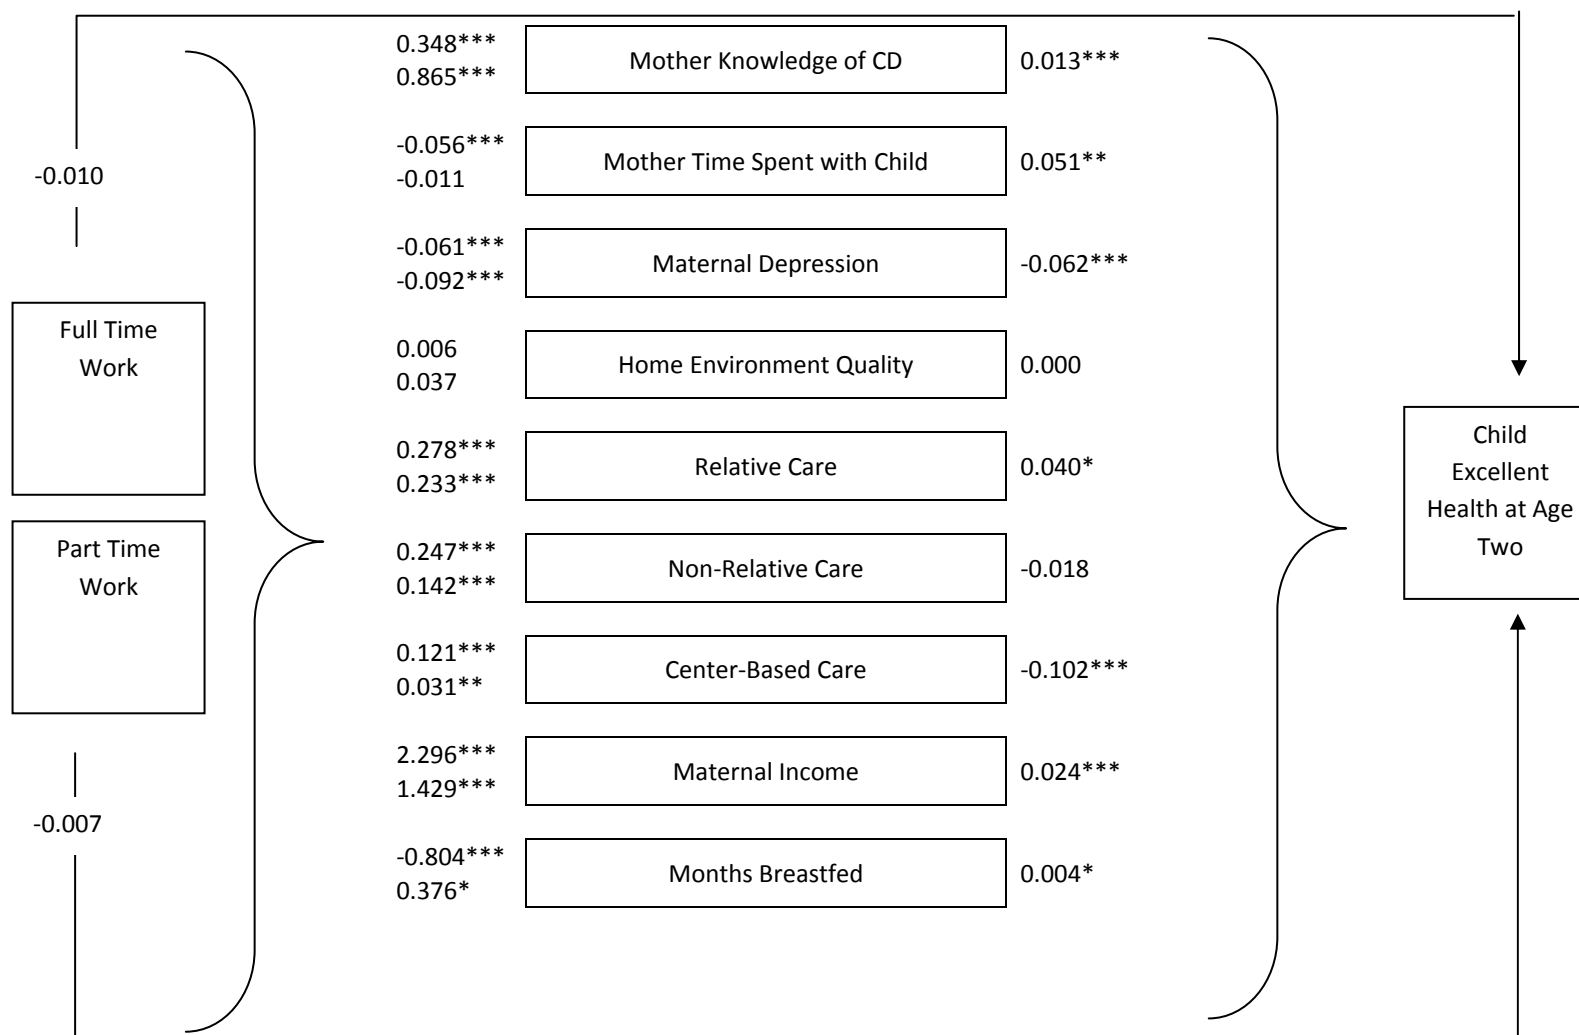 0.348***
0.865***
Mother Knowledge of CD
0.013***
-0.056***
-0.011
Mother Time Spent with Child
0.051**
-0.010
-0.061***
-0.092***
Maternal Depression
-0.062***
Full Time
Work
0.006
0.037
Home Environment Quality
0.000
0.278***
0.233***
Relative Care
0.040*
Child
Excellent
Health at Age
Two
Part Time
Work
0.247***
0.142***
Non-Relative Care
-0.018
0.121***
0.031**
Center-Based Care
-0.102***
2.296***
1.429***
Maternal Income
0.024***
-0.007
-0.804***
0.376*
Months Breastfed
0.004*